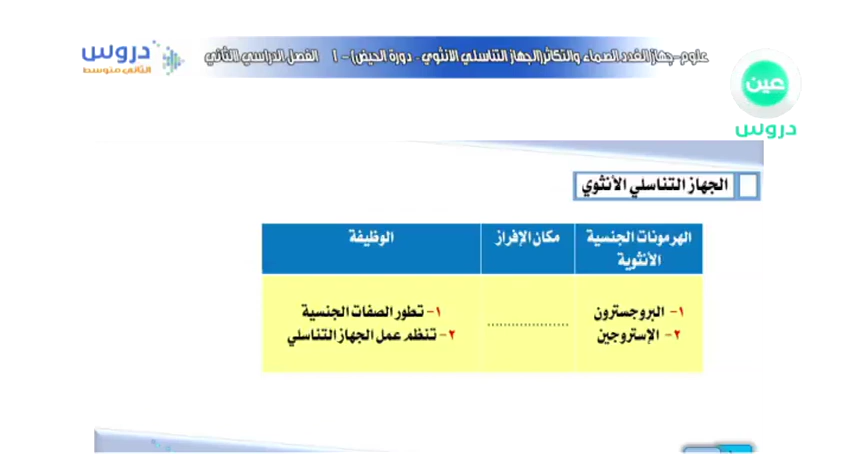 علوم-جهاز الغدد الصماء والتكاثر(الجهاز التناسلي الانثوي - دورة الحيض) - ١ الفصل الدراسي (الثاني
دروس
الثاني متوسط
عين
دروس
الجهاز التناسلي الأنثوي
الهرمونات الجنسية الأنثوية
مكان الإفراز
الوظيفة
١- البروجسترون
٢- الإستروجين
....................
١- تطور الصفات الجنسية
٢- تنظم عمل الجهاز التناسلي